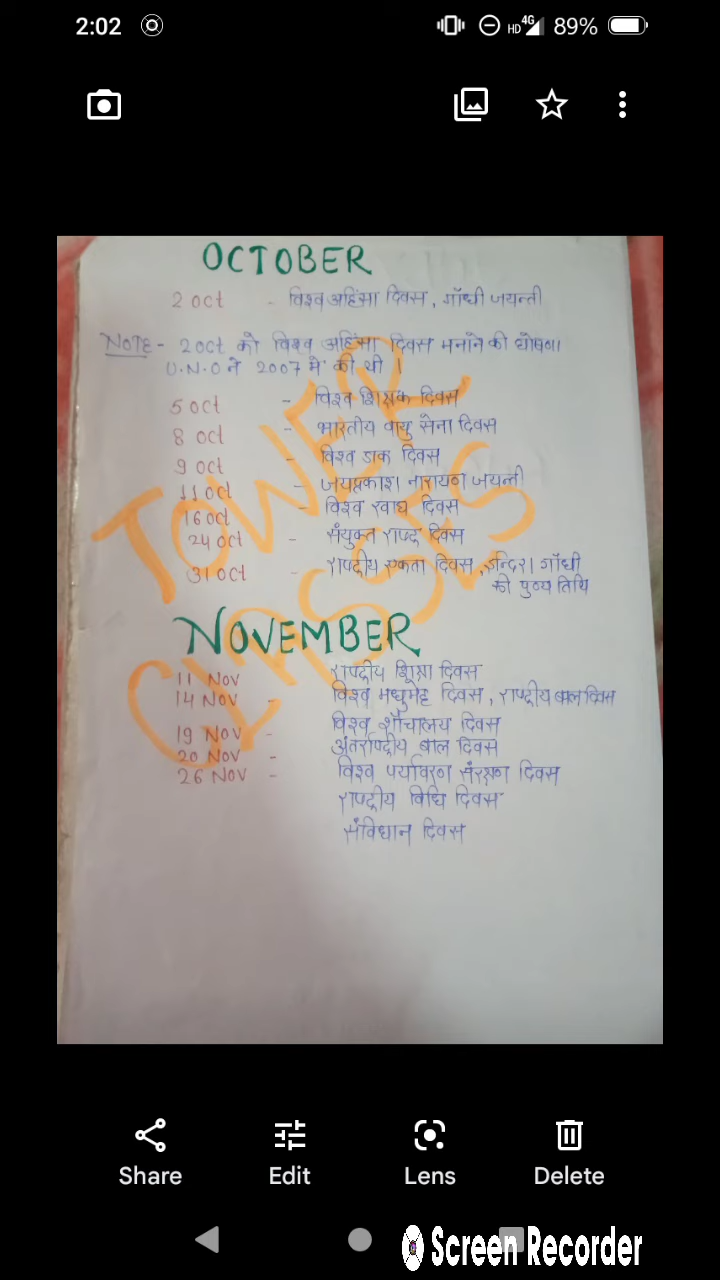 2:02 HD 4G 89%
OCTOBER
2 oct - विश्व अहिंसा दिवस, गाँधी जयन्ती
NOTE - 2 oct को विश्व अहिंसा दिवस मनाने की घोषणा
U.N.O ने 2007 में की थी ।
5 oct - विश्व शिक्षक दिवस
8 oct - भारतीय वायु सेना दिवस
9 oct - विश्व डाक दिवस
11 oct - जयप्रकाश नारायण जयन्ती
16 oct - विश्व खाद्य दिवस
24 oct - संयुक्त राष्ट्र दिवस
31 oct - राष्ट्रीय एकता दिवस, इन्दिरा गाँधी
की पुण्य तिथि
TOWER
CLASSES
NOVEMBER
11 Nov राष्ट्रीय शिक्षा दिवस
14 Nov - विश्व मधुमेह दिवस, राष्ट्रीय बाल दिवस
19 Nov - विश्व शौचालय दिवस
20 Nov - अंतर्राष्ट्रीय बाल दिवस
26 Nov - विश्व पर्यावरण संरक्षण दिवस
राष्ट्रीय विधि दिवस
संविधान दिवस
Share Edit Lens Delete
Screen Recorder